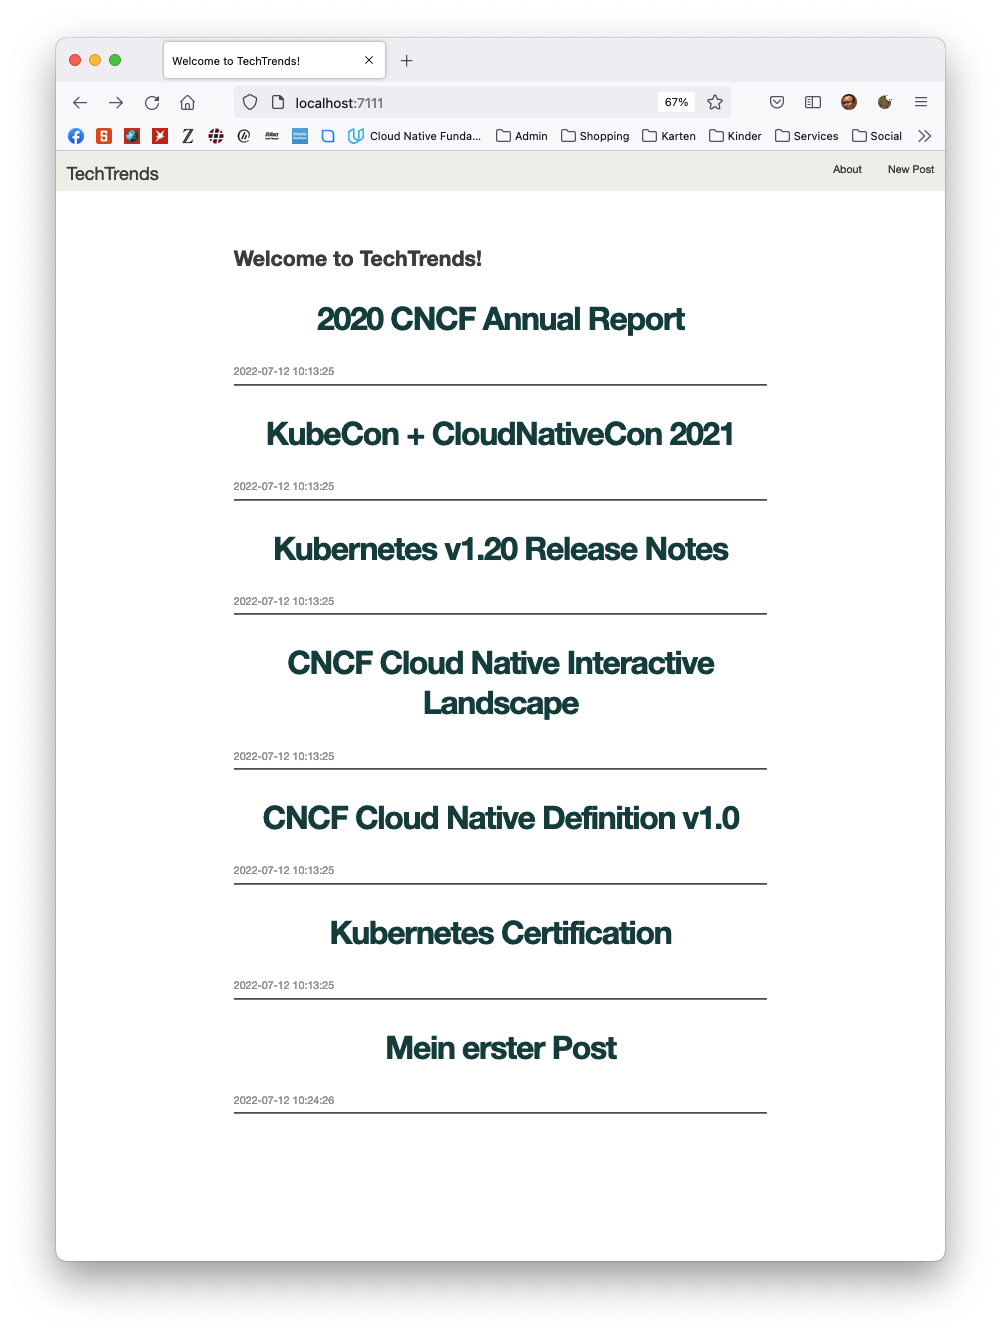 Welcome to TechTrends!
localhost:7111
67%
Cloud Native Funda...
Admin
Shopping
Karten
Kinder
Services
Social
TechTrends
About
New Post
Welcome to TechTrends!
2020 CNCF Annual Report
2022-07-12 10:13:25
KubeCon + CloudNativeCon 2021
2022-07-12 10:13:25
Kubernetes v1.20 Release Notes
2022-07-12 10:13:25
CNCF Cloud Native Interactive
Landscape
2022-07-12 10:13:25
CNCF Cloud Native Definition v1.0
2022-07-12 10:13:25
Kubernetes Certification
2022-07-12 10:13:25
Mein erster Post
2022-07-12 10:24:26